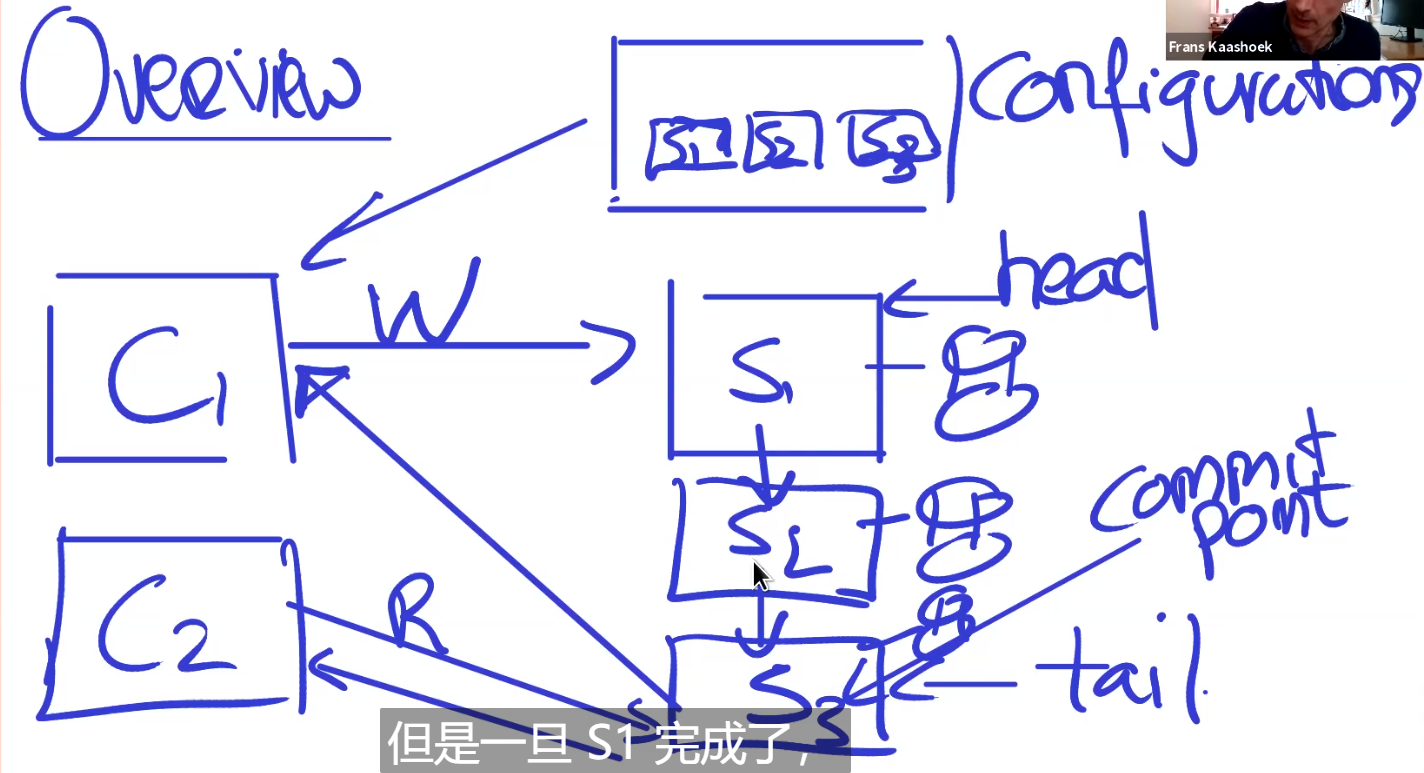 Frans Kaashoek
Overview
Configurations
S1 S2 S3
head
W
C1
S1
commit
point
S2
C2
R
tail
S3
但是一旦 S1 完成了，